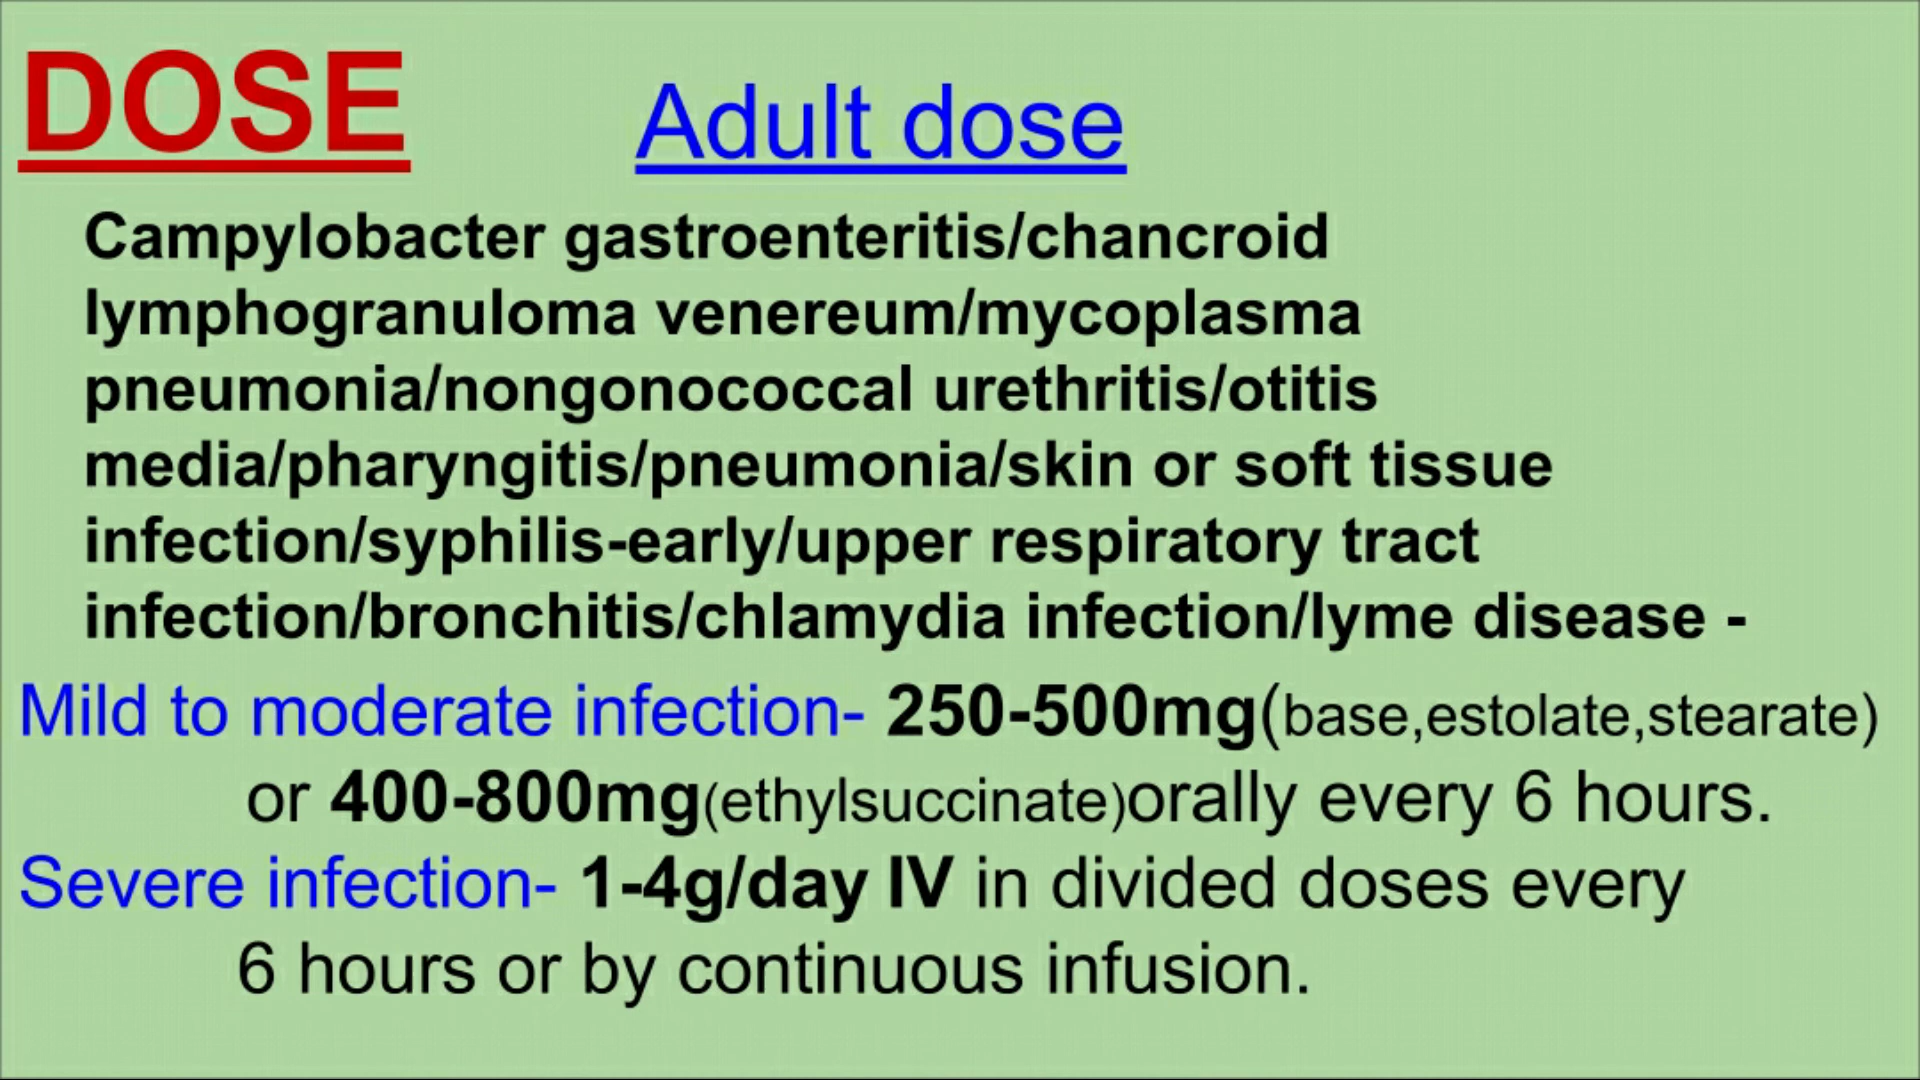 DOSE
Adult dose
Campylobacter gastroenteritis/chancroid
lymphogranuloma venereum/mycoplasma
pneumonia/nongonococcal urethritis/otitis
media/pharyngitis/pneumonia/skin or soft tissue
infection/syphilis-early/upper respiratory tract
infection/bronchitis/chlamydia infection/lyme disease -
Mild to moderate infection- 250-500mg(base,estolate,stearate)
or 400-800mg(ethylsuccinate)orally every 6 hours.
Severe infection- 1-4g/day IV in divided doses every
6 hours or by continuous infusion.